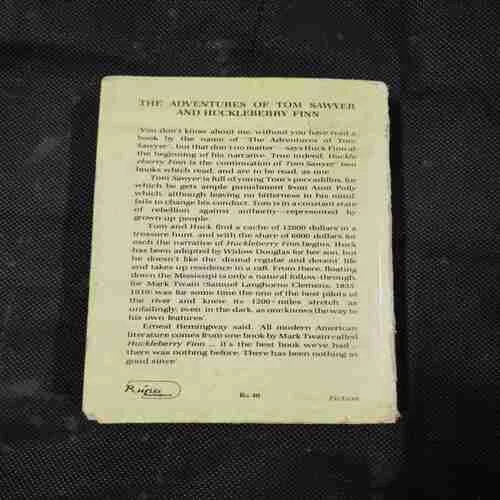 THE ADVENTURES OF TOM SAWYER
AND HUCKLEBERRY FINN
'You don't know about me, without you have read a
book by the name of "The Adventures of Tom
Sawyer", but that don't no matter' – says Huck Finn at
the beginning of his narrative. True indeed, Huckle
eberry Finn is the continuation of Tom Sawyer two
books which read, and are to be read, as one.
Tom Sawyer is full of young Tom's peccadillos, for
which he gets ample punishment from Aunt Polly
which, although leaving no bitterness in his mind,
fails to change his conduct. Tom is in a constant state
of rebellion against authority—represented by
grown up people.
Tom and Huck find a cache of 12000 dollars in a
treasure hunt, and with the share of 6000 dollars for
each the narrative of Huckleberry Finn begins. Huck
has been adopted by Widow Douglas for her son, but
he doesn't like the 'dismal regular and decent' life
and takes up residence in a raft. From there, floating
down the Mississipi is only a natural follow-through,
for Mark Twain (Samuel Langhorne Clemens, 1835-
1910) was for some time the one of the best pilots of
the river and knew its 1200-miles stretch as
unfailingly, even in the dark, as one knows the way to
his own features'.
Ernest Hemingway said, 'All modern American
literature comes from one book by Mark Twain called
Huckleberry Finn ... it's the best book we've had ...
there was nothing before. There has been nothing as
good since'
Rupa
Rs 40
Fiction